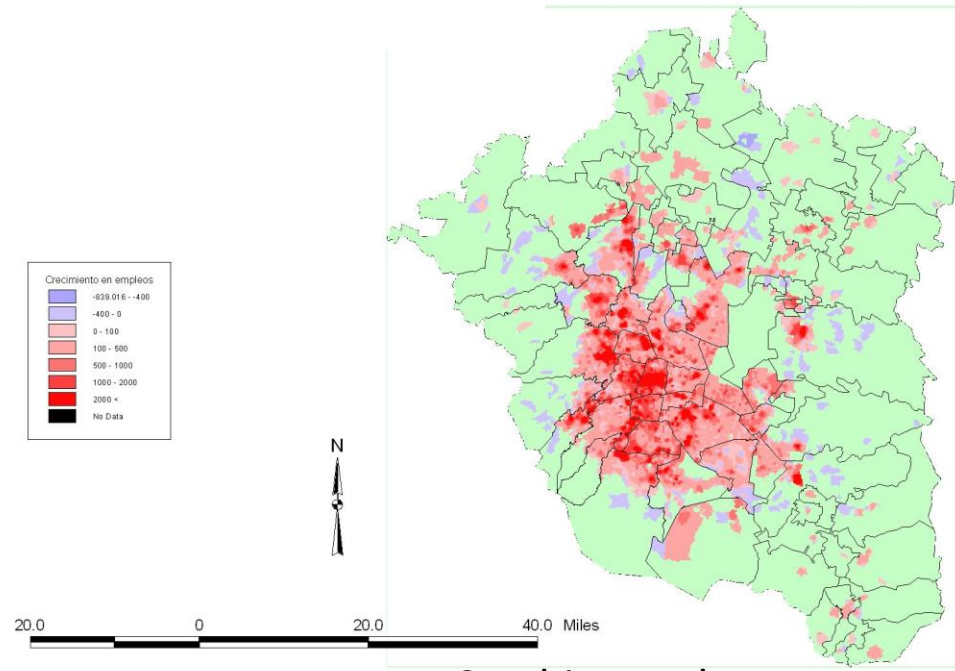 Crecimiento en empleos
-839.016 - -400
-400 - 0
0 - 100
100 - 500
500 - 1000
1000 - 2000
2000 <
No Data
N
20.0 0 20.0 40.0 Miles